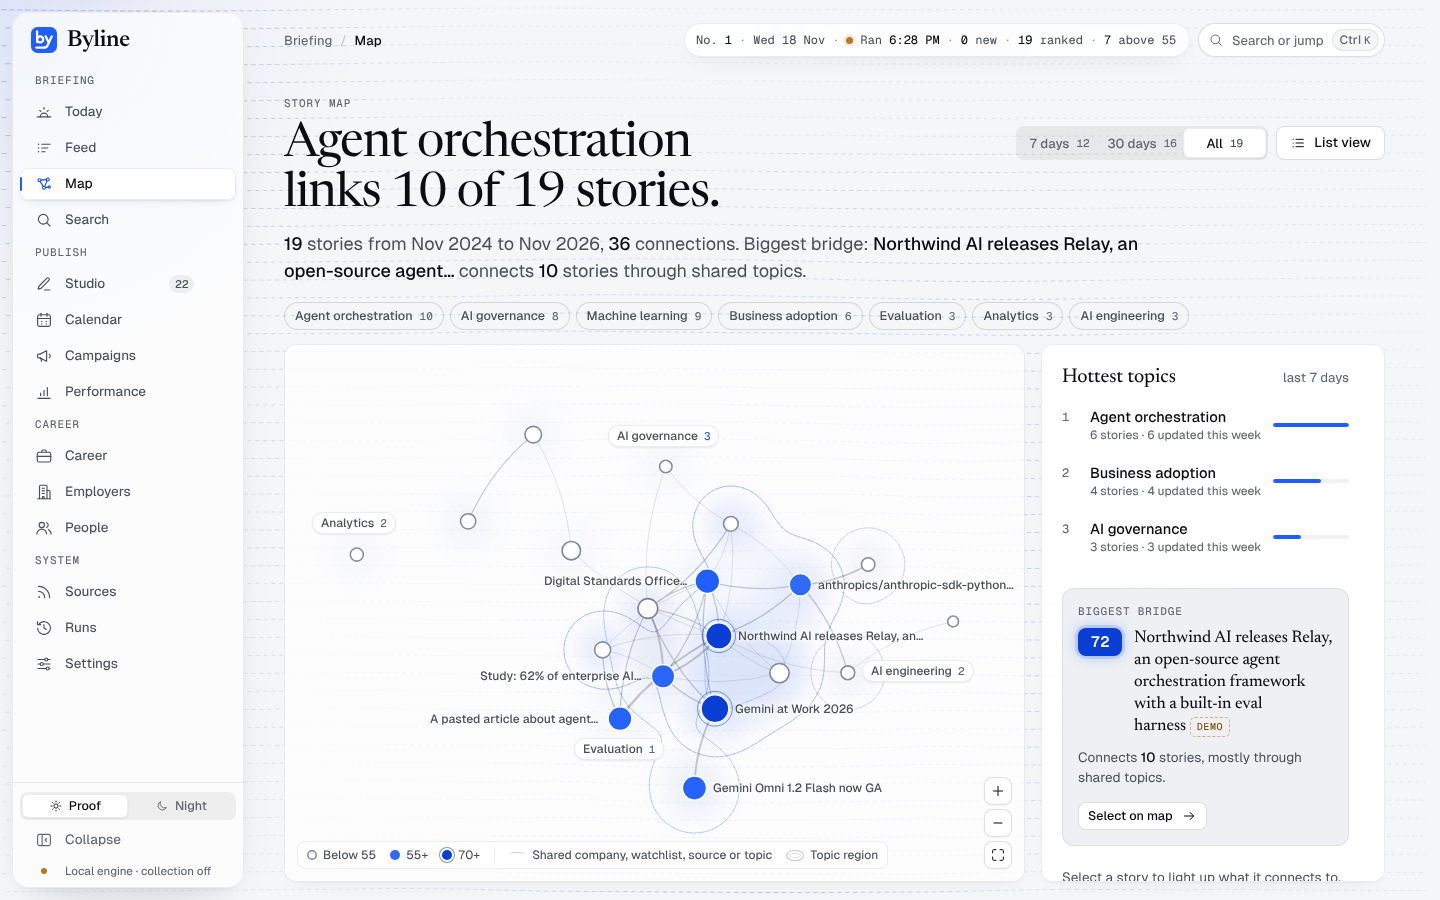 by Byline
BRIEFING
Today
Feed
Map
Search
PUBLISH
Studio 22
Calendar
Campaigns
Performance
CAREER
Career
Employers
People
SYSTEM
Sources
Runs
Settings
Proof Night
Collapse
Local engine · collection off
Briefing / Map
No. 1 · Wed 18 Nov · Ran 6:28 PM · 0 new · 19 ranked · 7 above 55
Search or jump Ctrl K
STORY MAP
Agent orchestration
links 10 of 19 stories.
7 days 12 30 days 16 All 19
List view
19 stories from Nov 2024 to Nov 2026, 36 connections. Biggest bridge: Northwind AI releases Relay, an
open-source agent… connects 10 stories through shared topics.
Agent orchestration 10 AI governance 8 Machine learning 9 Business adoption 6 Evaluation 3 Analytics 3 AI engineering 3
AI governance 3
Analytics 2
Digital Standards Office…
anthropics/anthropic-sdk-python…
Northwind AI releases Relay, an…
Study: 62% of enterprise AI…
AI engineering 2
Gemini at Work 2026
A pasted article about agent…
Evaluation 1
Gemini Omni 1.2 Flash now GA
Below 55 55+ 70+ Shared company, watchlist, source or topic Topic region
Hottest topics last 7 days
1 Agent orchestration
6 stories · 6 updated this week
2 Business adoption
4 stories · 4 updated this week
3 AI governance
3 stories · 3 updated this week
BIGGEST BRIDGE
72 Northwind AI releases Relay,
an open-source agent
orchestration framework
with a built-in eval
harness DEMO
Connects 10 stories, mostly through
shared topics.
Select on map →
Select a story to light up what it connects to.